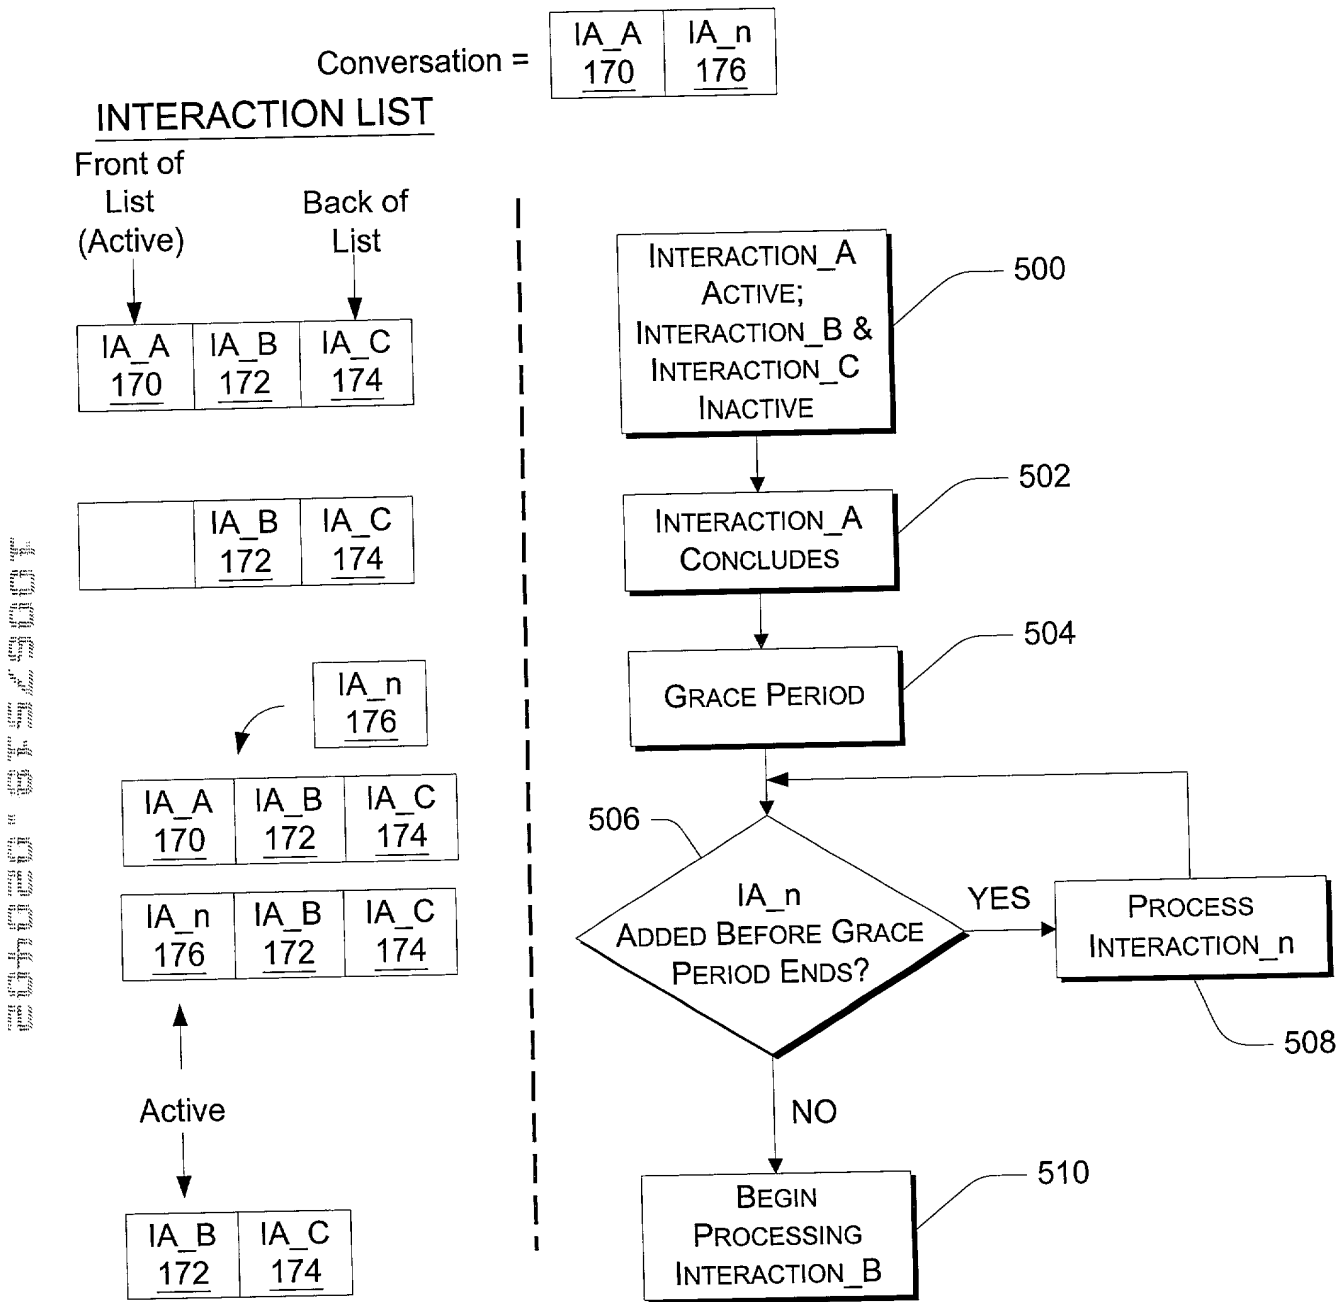 Conversation =
IA_A
170
IA_n
176
INTERACTION LIST
Front of
List
(Active)
Back of
List
IA_A
170
IA_B
172
IA_C
174
IA_B
172
IA_C
174
IA_n
176
IA_A
170
IA_B
172
IA_C
174
IA_n
176
IA_B
172
IA_C
174
Active
IA_B
172
IA_C
174
INTERACTION_A
ACTIVE;
INTERACTION_B &
INTERACTION_C
INACTIVE
500
INTERACTION_A
CONCLUDES
502
GRACE PERIOD
504
506
IA_n
ADDED BEFORE GRACE
PERIOD ENDS?
YES
PROCESS
INTERACTION_n
508
NO
BEGIN
PROCESSING
INTERACTION_B
510